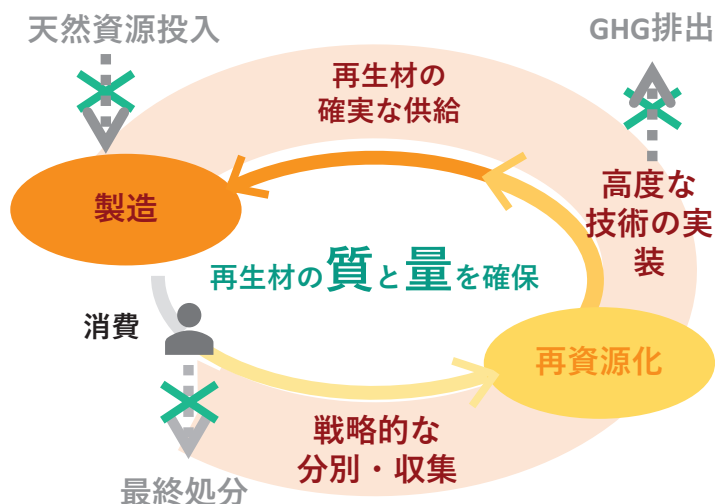 天然資源投入
GHG排出
再生材の
確実な供給
製造
高度な
技術の実
装
再生材の質と量を確保
消費
再資源化
戦略的な
分別・収集
最終処分